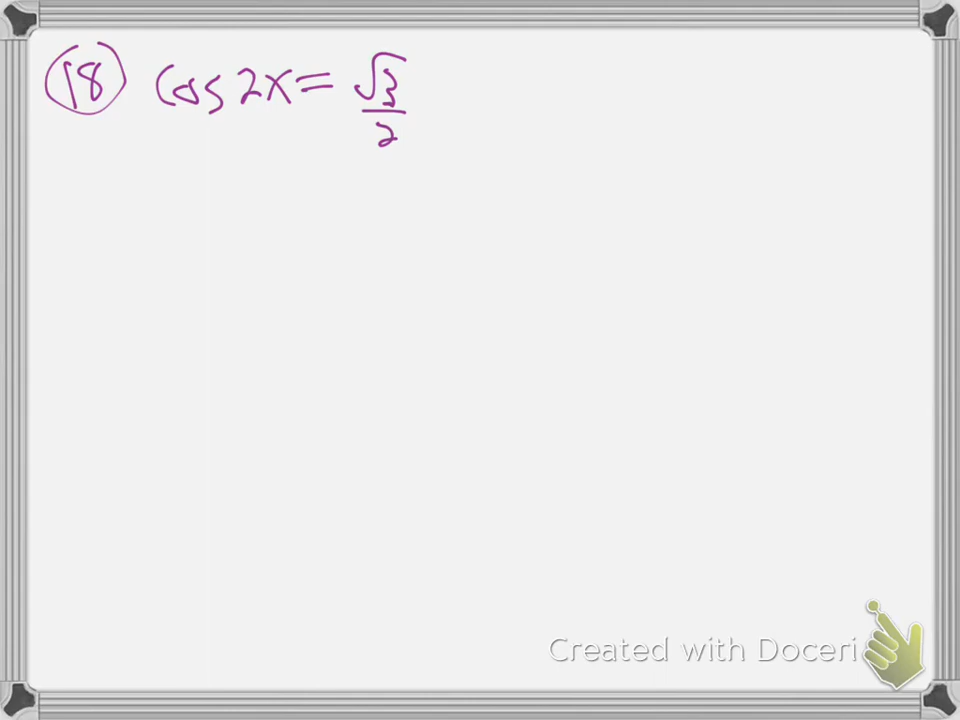 18 cos 2x = √3/2
Created with Doceri